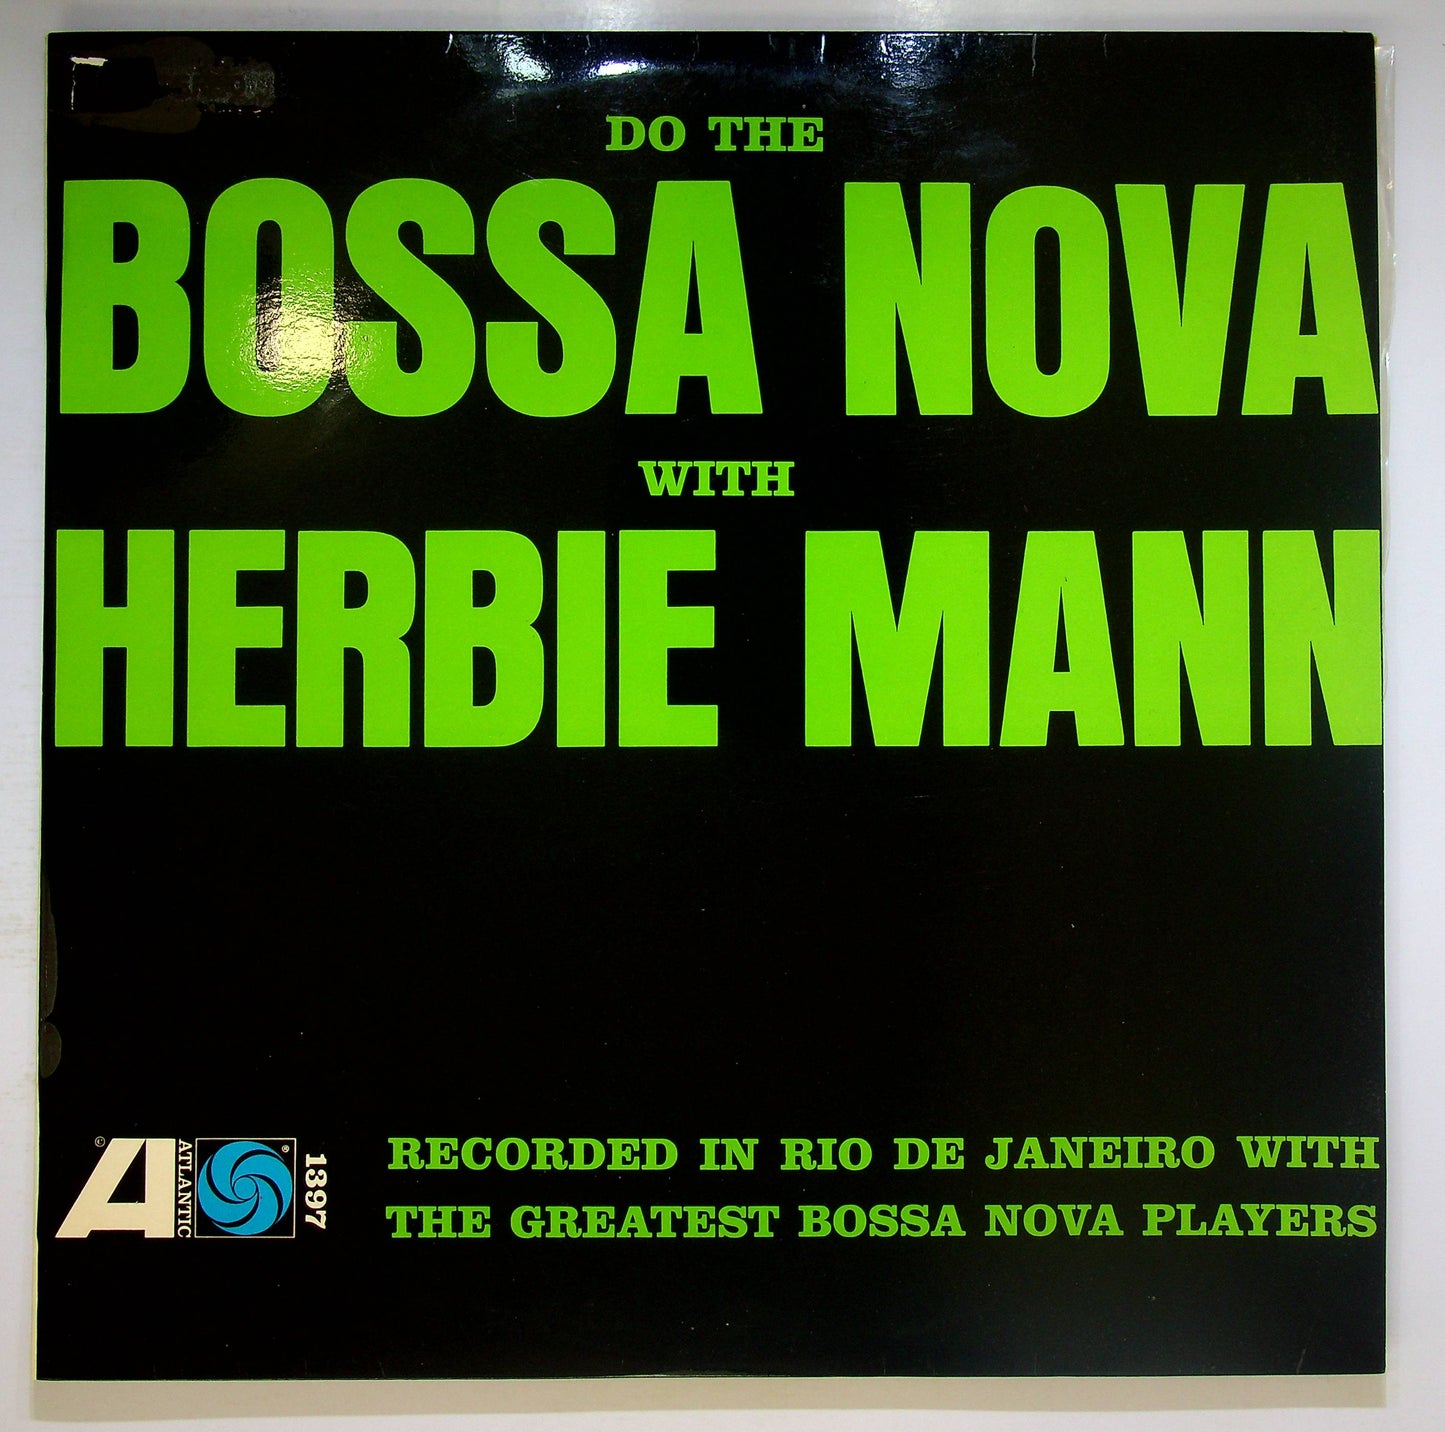 DO THE
BOSSA NOVA
WITH
HERBIE MANN
RECORDED IN RIO DE JANEIRO WITH
THE GREATEST BOSSA NOVA PLAYERS
©
A
ATLANTIC
®
1397